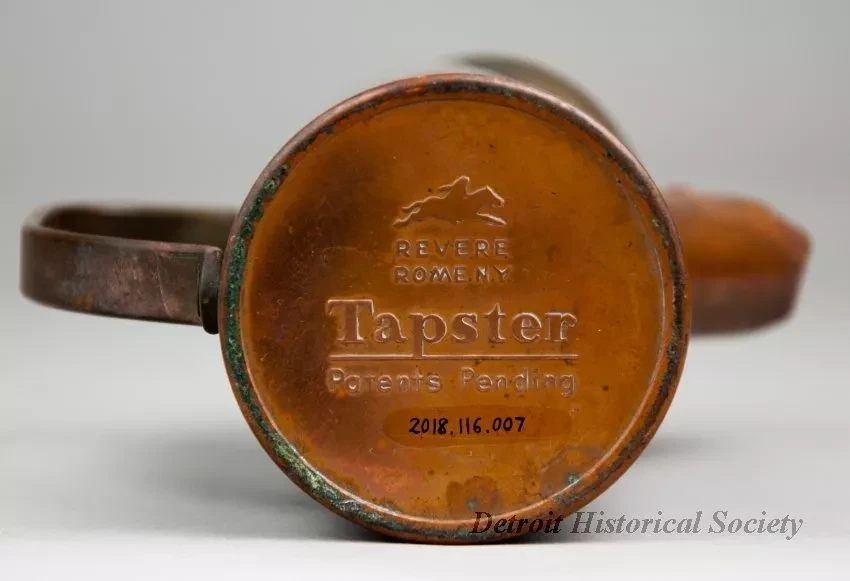 REVERE
ROME.N.Y
Tapster
Patents Pending
2018.116.007
Detroit Historical Society